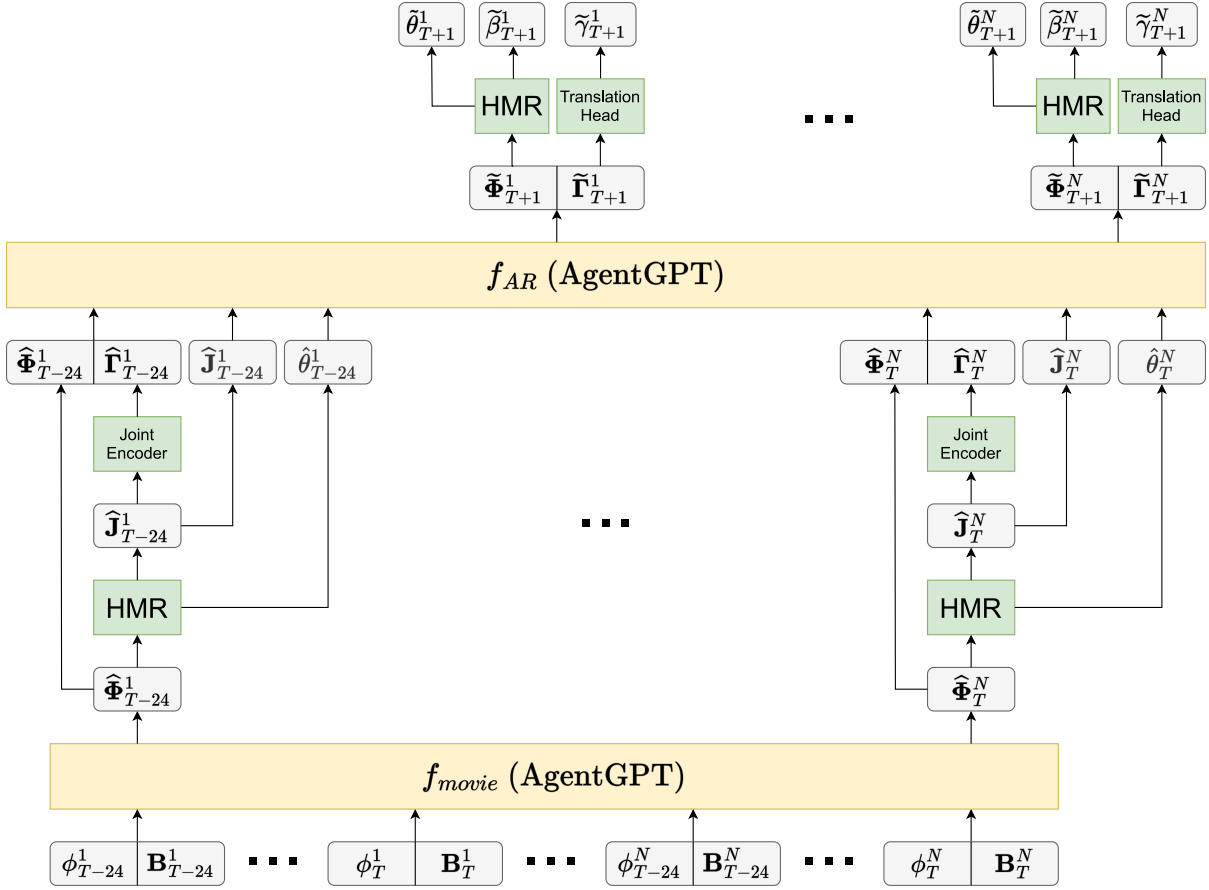 θ̃¹_{T+1} β̃¹_{T+1} γ̃¹_{T+1} θ̃ᴺ_{T+1} β̃ᴺ_{T+1} γ̃ᴺ_{T+1}
HMR Translation Head HMR Translation Head
Φ̃¹_{T+1} Γ̃¹_{T+1} Φ̃ᴺ_{T+1} Γ̃ᴺ_{T+1}
f_{AR} (AgentGPT)
Φ̂¹_{T−24} Γ̂¹_{T−24} Ĵ¹_{T−24} θ̂¹_{T−24} Φ̂ᴺ_T Γ̂ᴺ_T Ĵᴺ_T θ̂ᴺ_T
Joint Encoder Joint Encoder
Ĵ¹_{T−24} Ĵᴺ_T
HMR HMR
Φ̂¹_{T−24} Φ̂ᴺ_T
f_{movie} (AgentGPT)
ϕ¹_{T−24} B¹_{T−24} ϕ¹_T B¹_T ϕᴺ_{T−24} Bᴺ_{T−24} ϕᴺ_T Bᴺ_T